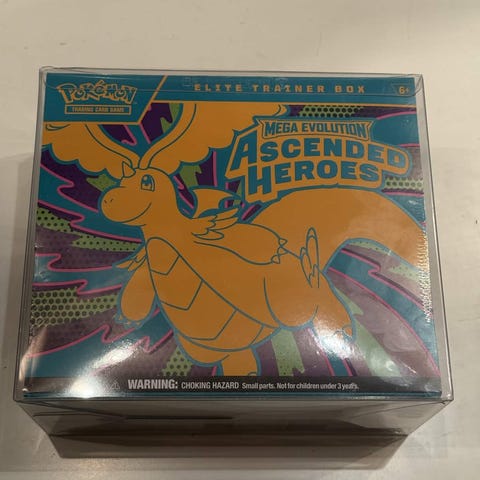 POKÉMON
TRADING CARD GAME
ELITE TRAINER BOX
6+
MEGA EVOLUTION
ASCENDED
HEROES
WARNING: CHOKING HAZARD Small parts. Not for children under 3 years.